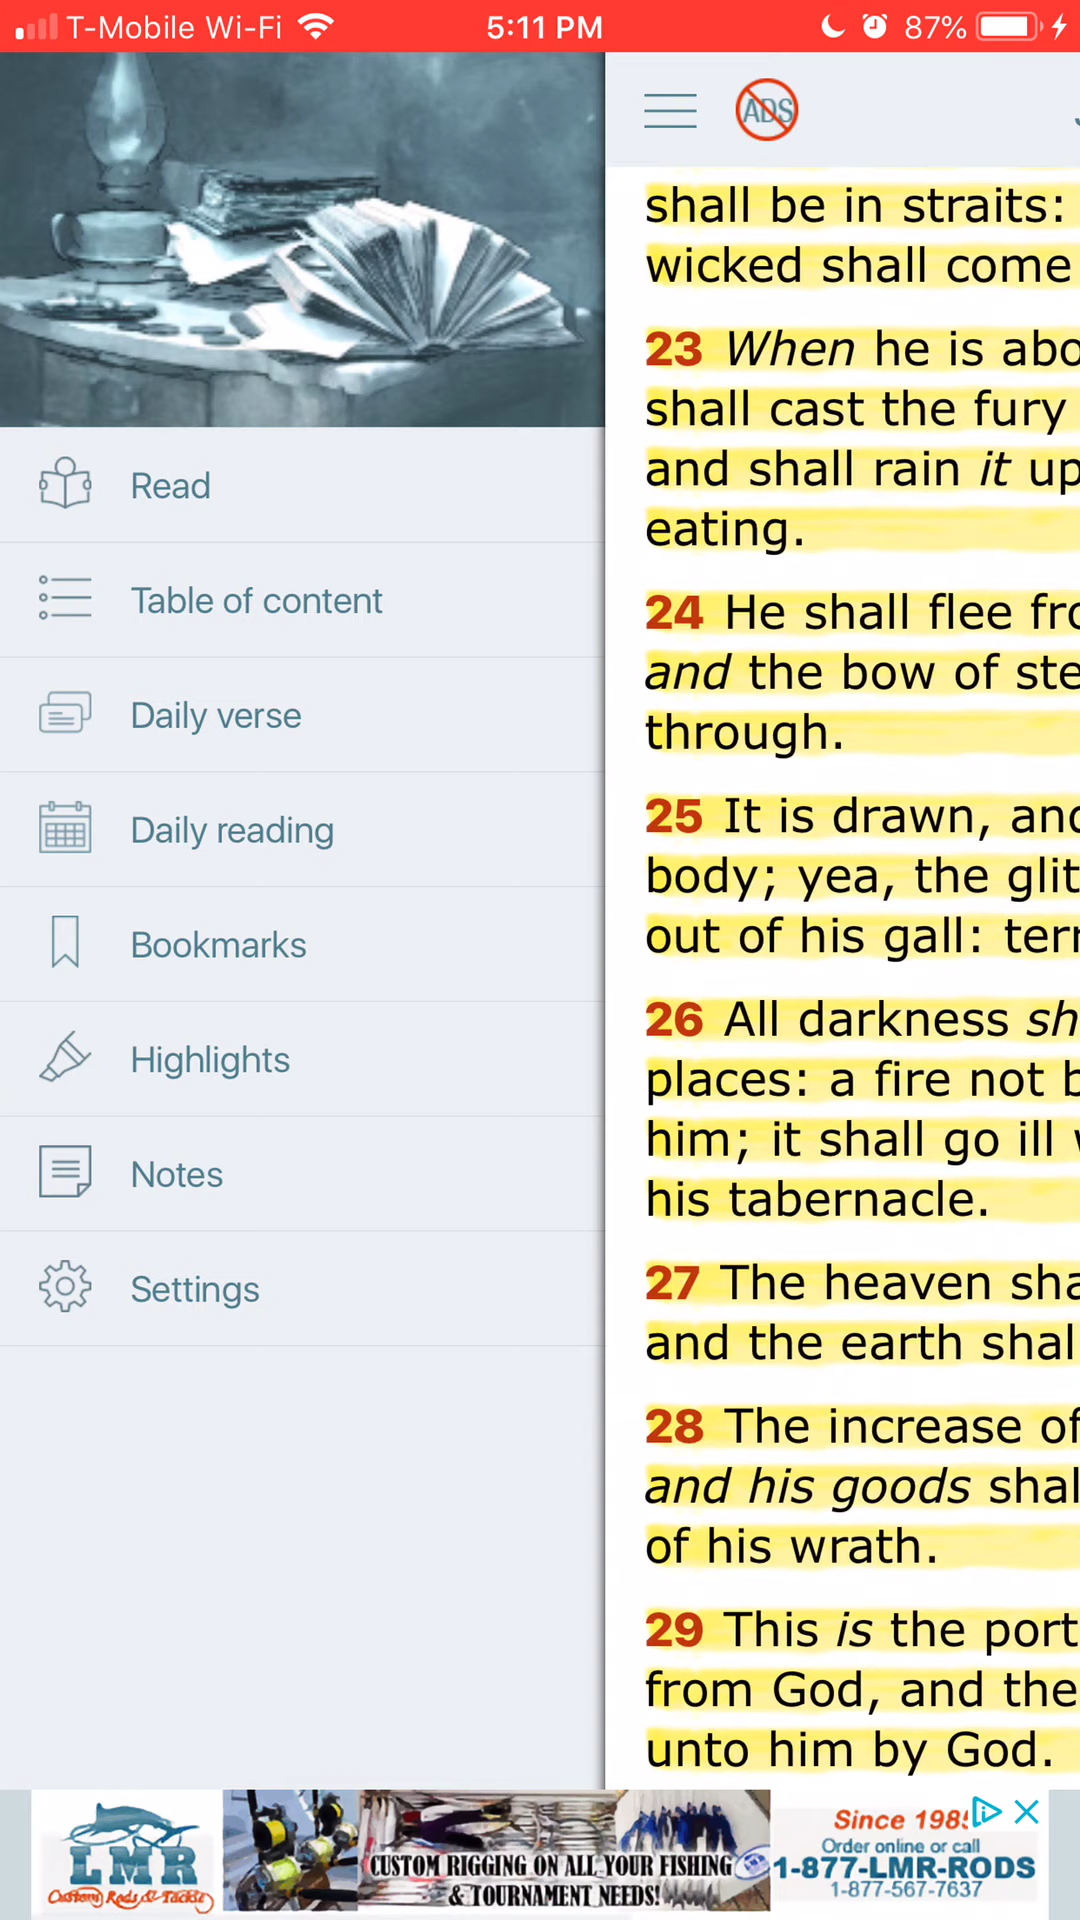 T-Mobile Wi-Fi 5:11 PM 87%
ADS
shall be in straits:
wicked shall come
23 When he is abo
shall cast the fury
and shall rain it up
eating.
24 He shall flee fro
and the bow of ste
through.
25 It is drawn, and
body; yea, the glit
out of his gall: terr
26 All darkness sh
places: a fire not b
him; it shall go ill
his tabernacle.
27 The heaven sha
and the earth shal
28 The increase of
and his goods shal
of his wrath.
29 This is the port
from God, and the
unto him by God.
Read
Table of content
Daily verse
Daily reading
Bookmarks
Highlights
Notes
Settings
LMR
Custom Rods & Tackle
CUSTOM RIGGING ON ALL YOUR FISHING
& TOURNAMENT NEEDS!
Since 1985
Order online or call
1-877-LMR-RODS
1-877-567-7637